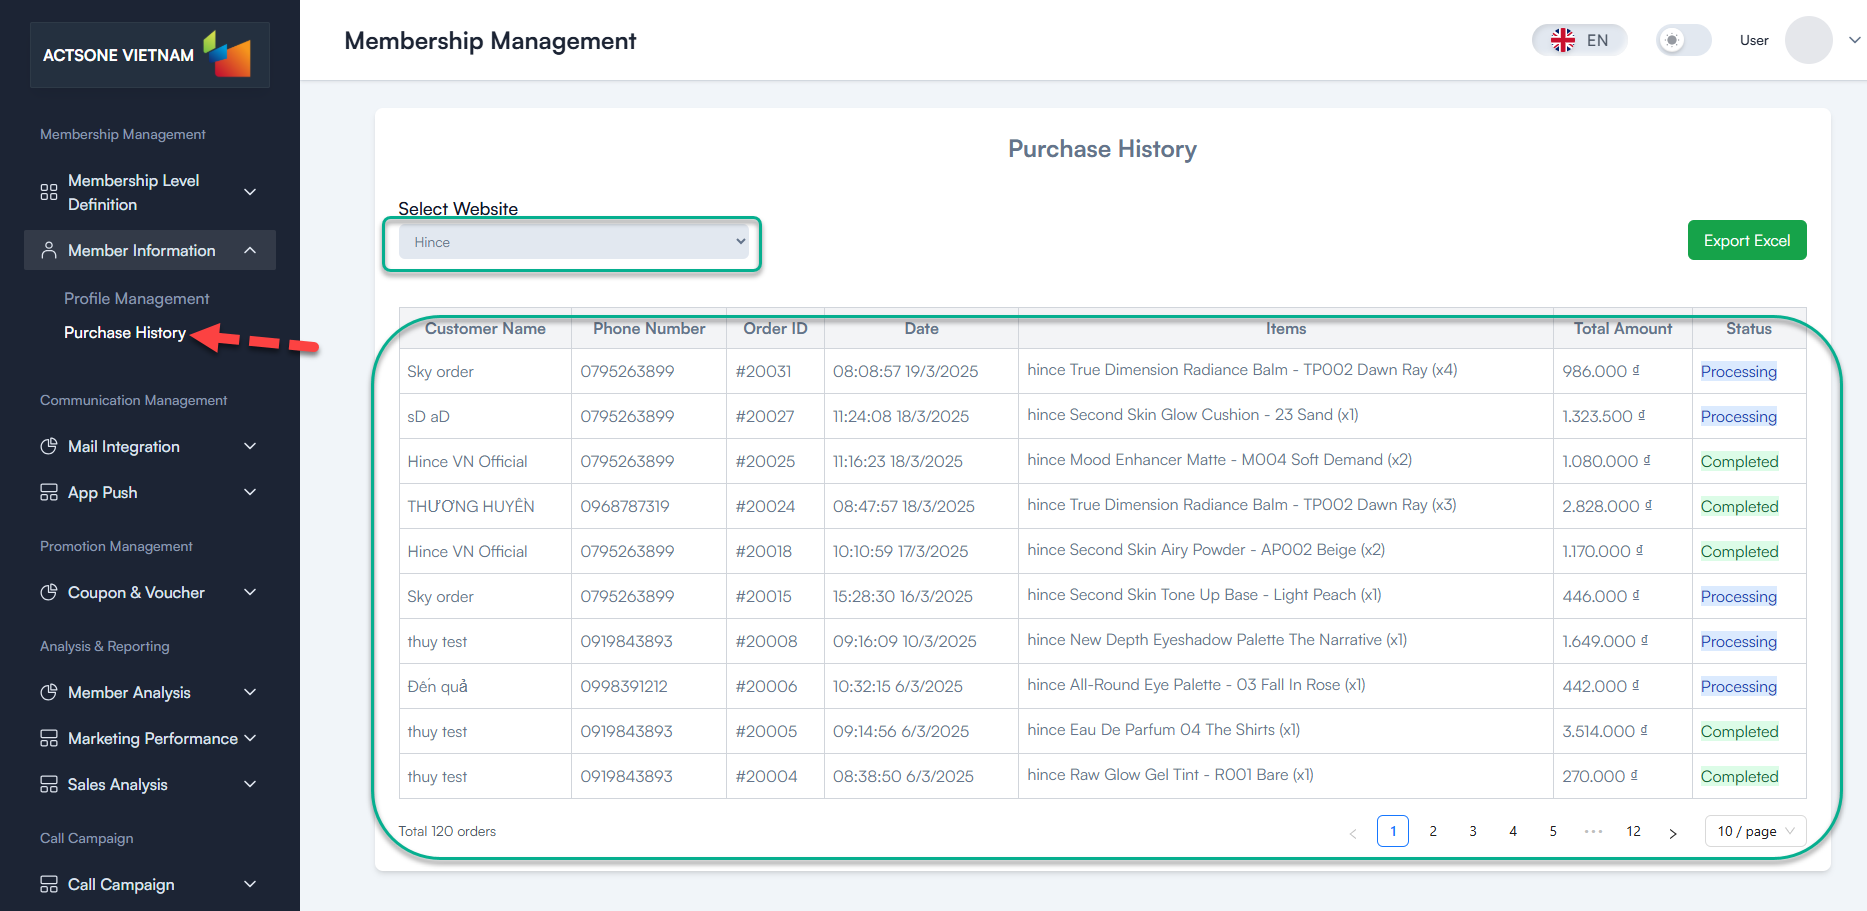 ACTSONE VIETNAM
Membership Management
Membership Level
Definition
Member Information
Profile Management
Purchase History
Communication Management
Mail Integration
App Push
Promotion Management
Coupon & Voucher
Analysis & Reporting
Member Analysis
Marketing Performance
Sales Analysis
Call Campaign
Call Campaign
Membership Management
EN
User
Purchase History
Select Website
Hince
Export Excel
Customer Name Phone Number Order ID Date Items Total Amount Status
Sky order 0795263899 #20031 08:08:57 19/3/2025 hince True Dimension Radiance Balm - TP002 Dawn Ray (x4) 986.000 ₫ Processing
sD aD 0795263899 #20027 11:24:08 18/3/2025 hince Second Skin Glow Cushion - 23 Sand (x1) 1.323.500 ₫ Processing
Hince VN Official 0795263899 #20025 11:16:23 18/3/2025 hince Mood Enhancer Matte - M004 Soft Demand (x2) 1.080.000 ₫ Completed
THƯƠNG HUYỀN 0968787319 #20024 08:47:57 18/3/2025 hince True Dimension Radiance Balm - TP002 Dawn Ray (x3) 2.828.000 ₫ Completed
Hince VN Official 0795263899 #20018 10:10:59 17/3/2025 hince Second Skin Airy Powder - AP002 Beige (x2) 1.170.000 ₫ Completed
Sky order 0795263899 #20015 15:28:30 16/3/2025 hince Second Skin Tone Up Base - Light Peach (x1) 446.000 ₫ Processing
thuy test 0919843893 #20008 09:16:09 10/3/2025 hince New Depth Eyeshadow Palette The Narrative (x1) 1.649.000 ₫ Processing
Đến quả 0998391212 #20006 10:32:15 6/3/2025 hince All-Round Eye Palette - 03 Fall In Rose (x1) 442.000 ₫ Processing
thuy test 0919843893 #20005 09:14:56 6/3/2025 hince Eau De Parfum 04 The Shirts (x1) 3.514.000 ₫ Completed
thuy test 0919843893 #20004 08:38:50 6/3/2025 hince Raw Glow Gel Tint - R001 Bare (x1) 270.000 ₫ Completed
Total 120 orders < 1 2 3 4 5 ••• 12 > 10 / page